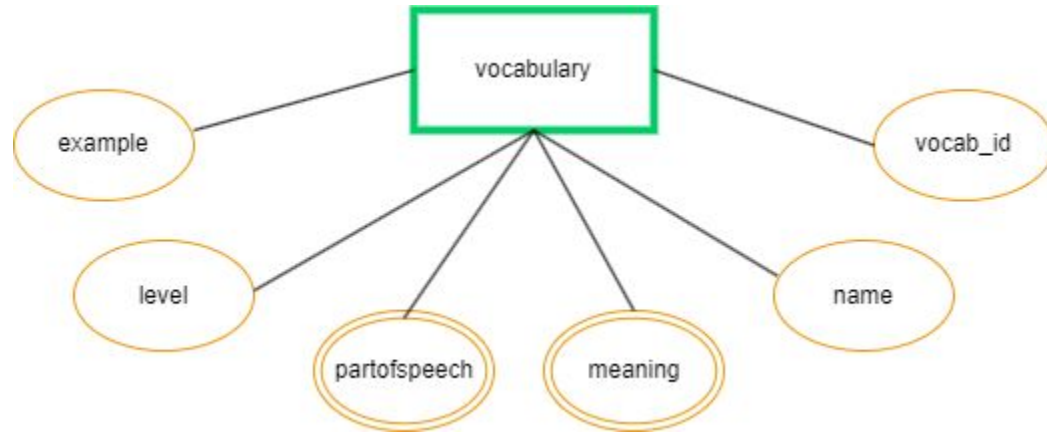 vocabulary
example
vocab_id
level
name
partofspeech
meaning